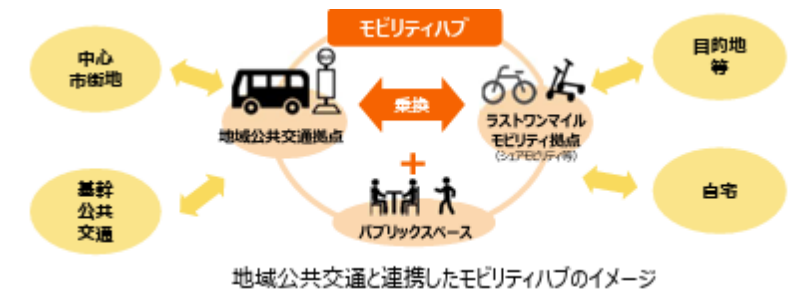 モビリティハブ
中心
市街地
目的地
等
乗換
地域公共交通拠点
ラストワンマイル
モビリティ拠点
(シェアモビリティ等)
+
基幹
公共
交通
自宅
パブリックスペース
地域公共交通と連携したモビリティハブのイメージ